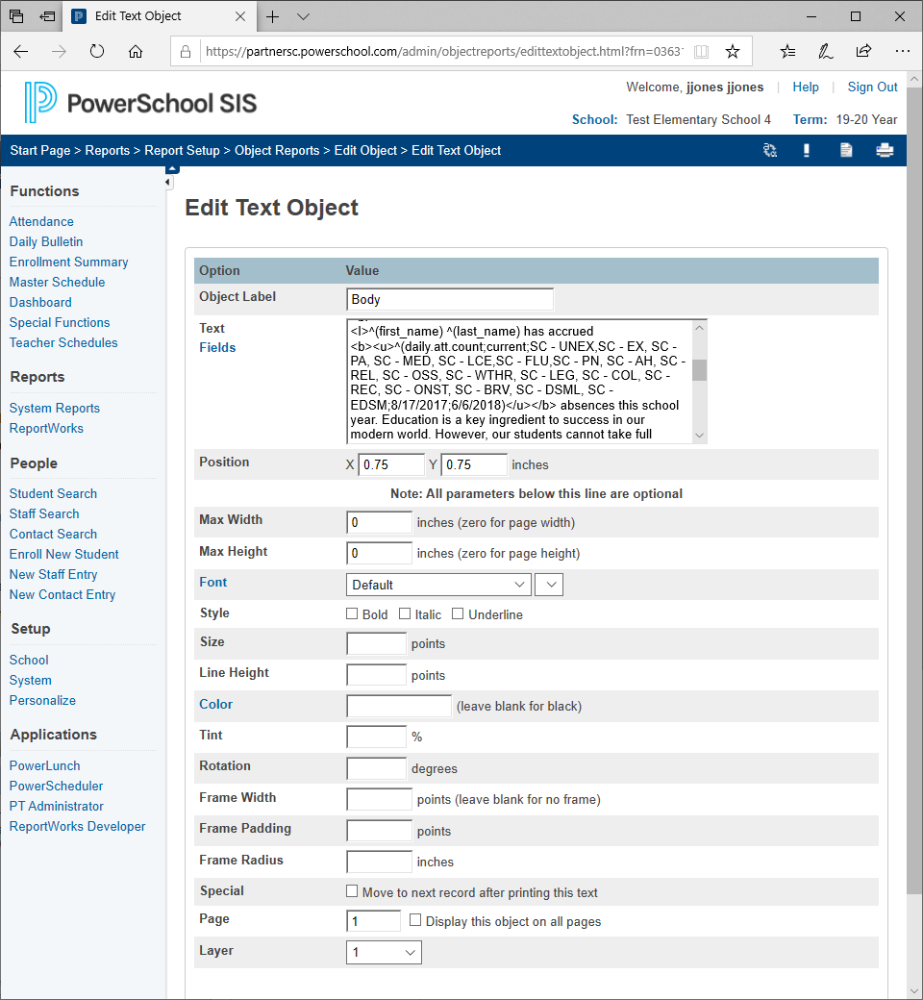 Edit Text Object
https://partnersc.powerschool.com/admin/objectreports/edittextobject.html?frn=0363
PowerSchool SIS
Welcome, jjones jjones | Help | Sign Out
School: Test Elementary School 4 Term: 19-20 Year
Start Page > Reports > Report Setup > Object Reports > Edit Object > Edit Text Object
Functions
Attendance
Daily Bulletin
Enrollment Summary
Master Schedule
Dashboard
Special Functions
Teacher Schedules
Reports
System Reports
ReportWorks
People
Student Search
Staff Search
Contact Search
Enroll New Student
New Staff Entry
New Contact Entry
Setup
School
System
Personalize
Applications
PowerLunch
PowerScheduler
PT Administrator
ReportWorks Developer
Edit Text Object
Option Value
Object Label Body
Text
Fields
<l>^(first_name) ^(last_name) has accrued
<b><u>^(daily.att.count;current;SC - UNEX,SC - EX, SC -
PA, SC - MED, SC - LCE,SC - FLU,SC - PN, SC - AH, SC -
REL, SC - OSS, SC - WTHR, SC - LEG, SC - COL, SC -
REC, SC - ONST, SC - BRV, SC - DSML, SC -
EDSM;8/17/2017;6/6/2018)</u></b> absences this school
year. Education is a key ingredient to success in our
modern world. However, our students cannot take full
Position X 0.75 Y 0.75 inches
Note: All parameters below this line are optional
Max Width 0 inches (zero for page width)
Max Height 0 inches (zero for page height)
Font Default
Style Bold Italic Underline
Size points
Line Height points
Color (leave blank for black)
Tint %
Rotation degrees
Frame Width points (leave blank for no frame)
Frame Padding points
Frame Radius inches
Special Move to next record after printing this text
Page 1 Display this object on all pages
Layer 1